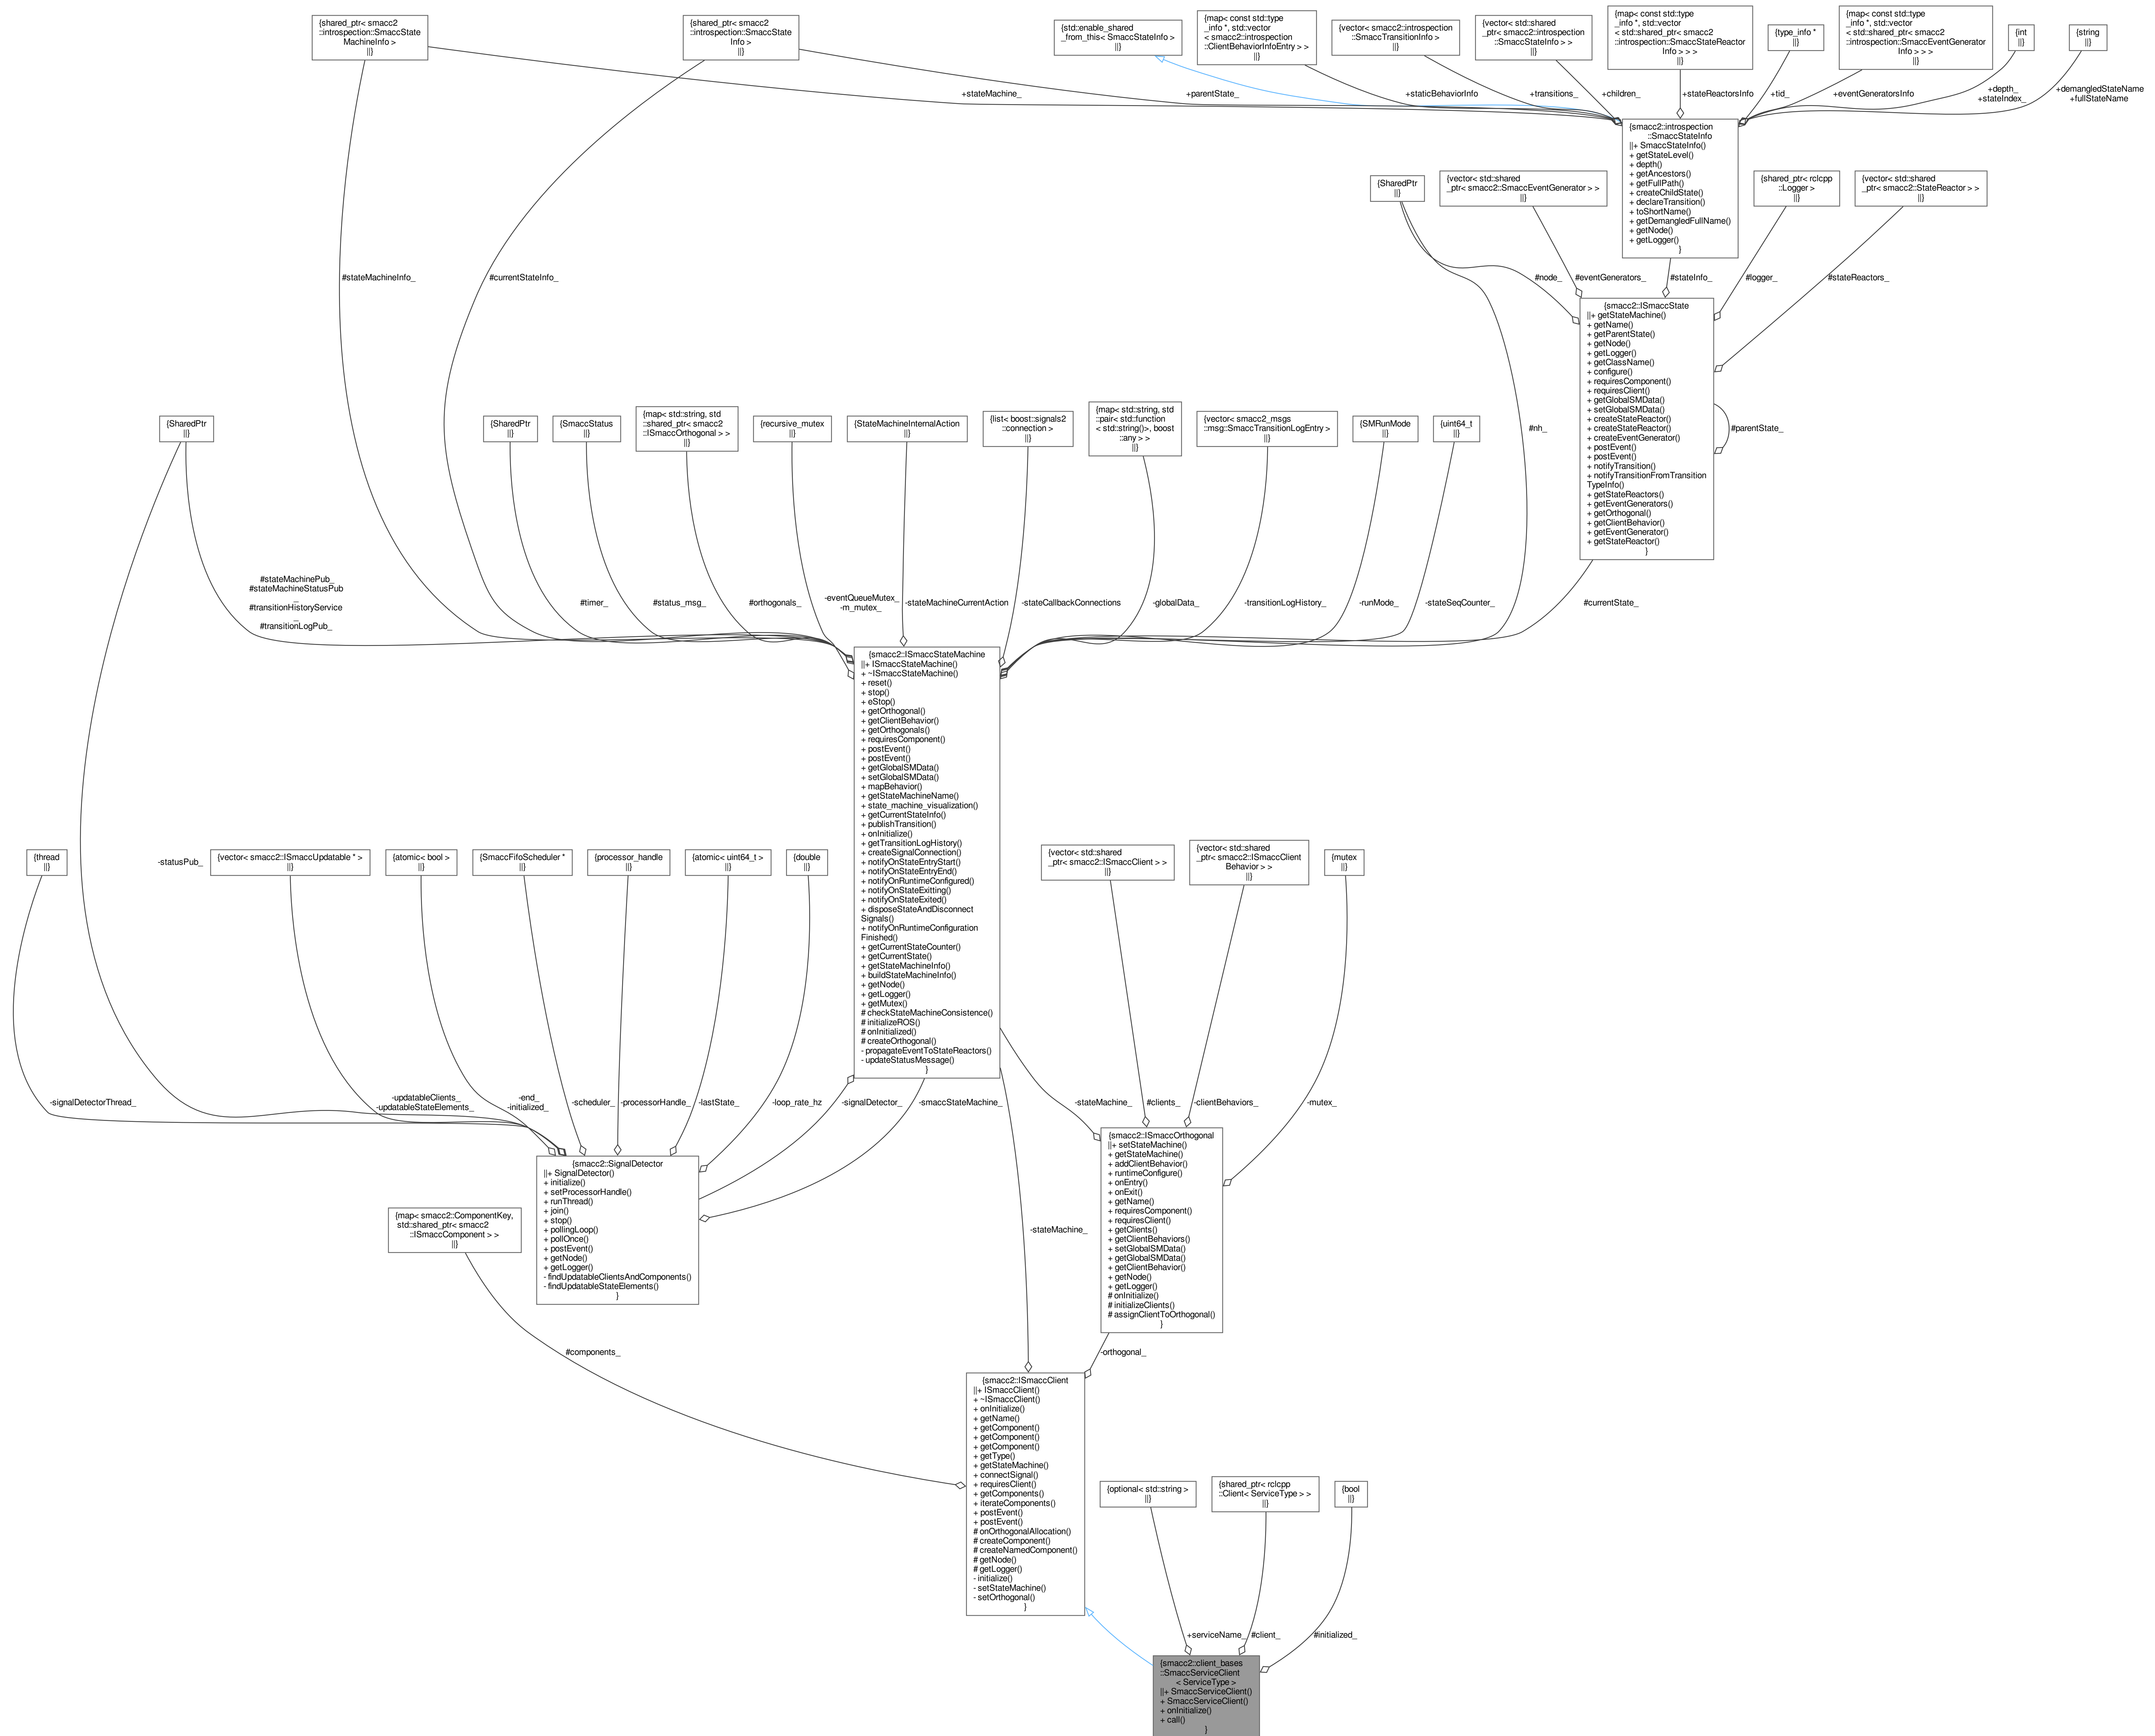 {shared_ptr< smacc2
::introspection::SmaccState
MachineInfo >
||}
{shared_ptr< smacc2
::introspection::SmaccState
Info >
||}
{std::enable_shared
_from_this< SmaccStateInfo >
||}
{map< const std::type
_info *, std::vector
< smacc2::introspection
::ClientBehaviorInfoEntry > >
||}
{vector< smacc2::introspection
::SmaccTransitionInfo >
||}
{vector< std::shared
_ptr< smacc2::introspection
::SmaccStateInfo > >
||}
{map< const std::type
_info *, std::vector
< std::shared_ptr< smacc2
::introspection::SmaccStateReactor
Info > > >
||}
{type_info *
||}
{map< const std::type
_info *, std::vector
< std::shared_ptr< smacc2
::introspection::SmaccEventGenerator
Info > > >
||}
{int
||}
{string
||}
+stateMachine_
+parentState_
+staticBehaviorInfo
+transitions_
+children_
+stateReactorsInfo
+tid_
+eventGeneratorsInfo
+depth_
+stateIndex_
+demangledStateName
+fullStateName
{smacc2::introspection
::SmaccStateInfo
||+ SmaccStateInfo()
+ getStateLevel()
+ depth()
+ getAncestors()
+ getFullPath()
+ createChildState()
+ declareTransition()
+ toShortName()
+ getDemangledFullName()
+ getNode()
+ getLogger()
}
{SharedPtr
||}
{vector< std::shared
_ptr< smacc2::SmaccEventGenerator > >
||}
{shared_ptr< rclcpp
::Logger >
||}
{vector< std::shared
_ptr< smacc2::StateReactor > >
||}
#stateMachineInfo_
#currentStateInfo_
#node_
#eventGenerators_
#stateInfo_
#logger_
#stateReactors_
{smacc2::ISmaccState
||+ getStateMachine()
+ getName()
+ getParentState()
+ getNode()
+ getLogger()
+ getClassName()
+ configure()
+ requiresComponent()
+ requiresClient()
+ getGlobalSMData()
+ setGlobalSMData()
+ createStateReactor()
+ createStateReactor()
+ createEventGenerator()
+ postEvent()
+ postEvent()
+ notifyTransition()
+ notifyTransitionFromTransition
TypeInfo()
+ getStateReactors()
+ getEventGenerators()
+ getOrthogonal()
+ getClientBehavior()
+ getEventGenerator()
+ getStateReactor()
}
#parentState_
{SharedPtr
||}
{SharedPtr
||}
{SmaccStatus
||}
{map< std::string, std
::shared_ptr< smacc2
::ISmaccOrthogonal > >
||}
{recursive_mutex
||}
{StateMachineInternalAction
||}
{list< boost::signals2
::connection >
||}
{map< std::string, std
::pair< std::function
< std::string()>, boost
::any > >
||}
{vector< smacc2_msgs
::msg::SmaccTransitionLogEntry >
||}
{SMRunMode
||}
{uint64_t
||}
#nh_
#stateMachinePub_
#stateMachineStatusPub
_
#transitionHistoryService
_
#transitionLogPub_
#timer_
#status_msg_
#orthogonals_
-eventQueueMutex_
-m_mutex_
-stateMachineCurrentAction
-stateCallbackConnections
-globalData_
-transitionLogHistory_
-runMode_
-stateSeqCounter_
#currentState_
{smacc2::ISmaccStateMachine
||+ ISmaccStateMachine()
+ ~ISmaccStateMachine()
+ reset()
+ stop()
+ eStop()
+ getOrthogonal()
+ getClientBehavior()
+ getOrthogonals()
+ requiresComponent()
+ postEvent()
+ postEvent()
+ getGlobalSMData()
+ setGlobalSMData()
+ mapBehavior()
+ getStateMachineName()
+ state_machine_visualization()
+ getCurrentStateInfo()
+ publishTransition()
+ onInitialize()
+ getTransitionLogHistory()
+ createSignalConnection()
+ notifyOnStateEntryStart()
+ notifyOnStateEntryEnd()
+ notifyOnRuntimeConfigured()
+ notifyOnStateExitting()
+ notifyOnStateExited()
+ disposeStateAndDisconnect
Signals()
+ notifyOnRuntimeConfiguration
Finished()
+ getCurrentStateCounter()
+ getCurrentState()
+ getStateMachineInfo()
+ buildStateMachineInfo()
+ getNode()
+ getLogger()
+ getMutex()
# checkStateMachineConsistence()
# initializeROS()
# onInitialized()
# createOrthogonal()
- propagateEventToStateReactors()
- updateStatusMessage()
}
{thread
||}
-statusPub_
{vector< smacc2::ISmaccUpdatable * >
||}
{atomic< bool >
||}
{SmaccFifoScheduler *
||}
{processor_handle
||}
{atomic< uint64_t >
||}
{double
||}
{vector< std::shared
_ptr< smacc2::ISmaccClient > >
||}
{vector< std::shared
_ptr< smacc2::ISmaccClient
Behavior > >
||}
{mutex
||}
-signalDetectorThread_
-updatableClients_
-updatableStateElements_
-end_
-initialized_
-scheduler_
-processorHandle_
-lastState_
-loop_rate_hz
-signalDetector_
-smaccStateMachine_
-stateMachine_
#clients_
-clientBehaviors_
-mutex_
{smacc2::SignalDetector
||+ SignalDetector()
+ initialize()
+ setProcessorHandle()
+ runThread()
+ join()
+ stop()
+ pollingLoop()
+ pollOnce()
+ postEvent()
+ getNode()
+ getLogger()
- findUpdatableClientsAndComponents()
- findUpdatableStateElements()
}
{smacc2::ISmaccOrthogonal
||+ setStateMachine()
+ getStateMachine()
+ addClientBehavior()
+ runtimeConfigure()
+ onEntry()
+ onExit()
+ getName()
+ requiresComponent()
+ requiresClient()
+ getClients()
+ getClientBehaviors()
+ setGlobalSMData()
+ getGlobalSMData()
+ getClientBehavior()
+ getNode()
+ getLogger()
# onInitialize()
# initializeClients()
# assignClientToOrthogonal()
}
{map< smacc2::ComponentKey,
std::shared_ptr< smacc2
::ISmaccComponent > >
||}
-stateMachine_
#components_
-orthogonal_
{smacc2::ISmaccClient
||+ ISmaccClient()
+ ~ISmaccClient()
+ onInitialize()
+ getName()
+ getComponent()
+ getComponent()
+ getComponent()
+ getType()
+ getStateMachine()
+ connectSignal()
+ requiresClient()
+ getComponents()
+ iterateComponents()
+ postEvent()
+ postEvent()
# onOrthogonalAllocation()
# createComponent()
# createNamedComponent()
# getNode()
# getLogger()
- initialize()
- setStateMachine()
- setOrthogonal()
}
{optional< std::string >
||}
{shared_ptr< rclcpp
::Client< ServiceType > >
||}
{bool
||}
+serviceName_
#client_
#initialized_
{smacc2::client_bases
::SmaccServiceClient
< ServiceType >
||+ SmaccServiceClient()
+ SmaccServiceClient()
+ onInitialize()
+ call()
}